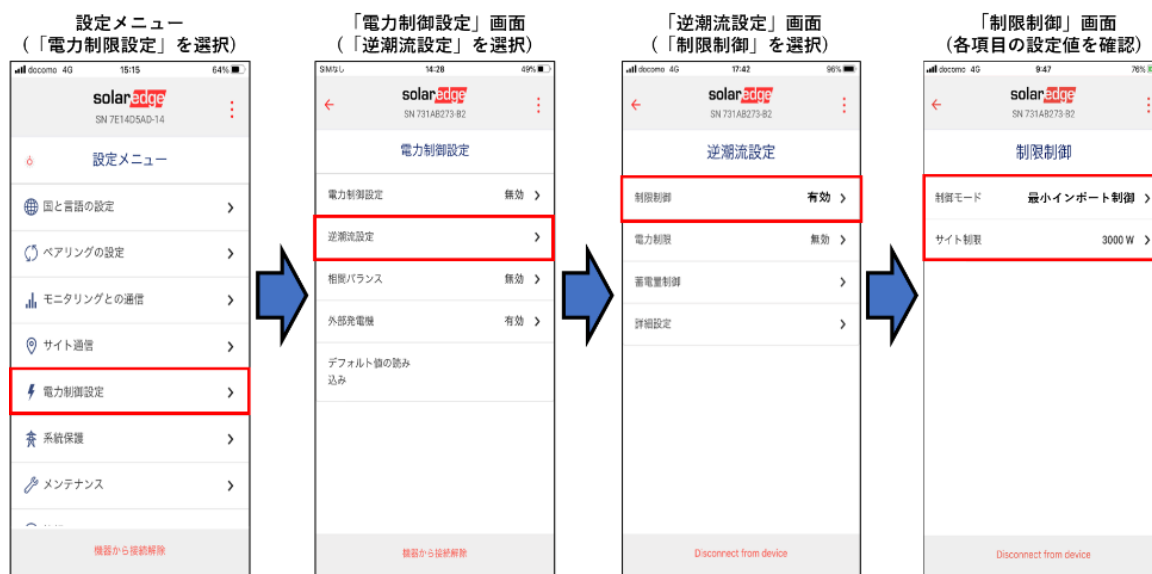 設定メニュー
(「電力制限設定」を選択)
docomo 4G 15:15 64%
solaredge
SN 7E14D5AD-14
設定メニュー
国と言語の設定
ペアリングの設定
モニタリングとの通信
サイト通信
電力制御設定
系統保護
メンテナンス
機器から接続解除
「電力制御設定」画面
(「逆潮流設定」を選択)
SIMなし 14:28 49%
solaredge
SN 731AB273-B2
電力制御設定
電力制御設定 無効
逆潮流設定
相間バランス 無効
外部発電機 有効
デフォルト値の読み
込み
機器から接続解除
「逆潮流設定」画面
(「制限制御」を選択)
docomo 4G 17:42 96%
solaredge
SN 731AB273-B2
逆潮流設定
制限制御 有効
電力制限 無効
蓄電量制御
詳細設定
Disconnect from device
「制限制御」画面
(各項目の設定値を確認)
docomo 4G 9:47 76%
solaredge
SN 731AB273-B2
制限制御
制御モード 最小インポート制御
サイト制限 3000 W
Disconnect from device